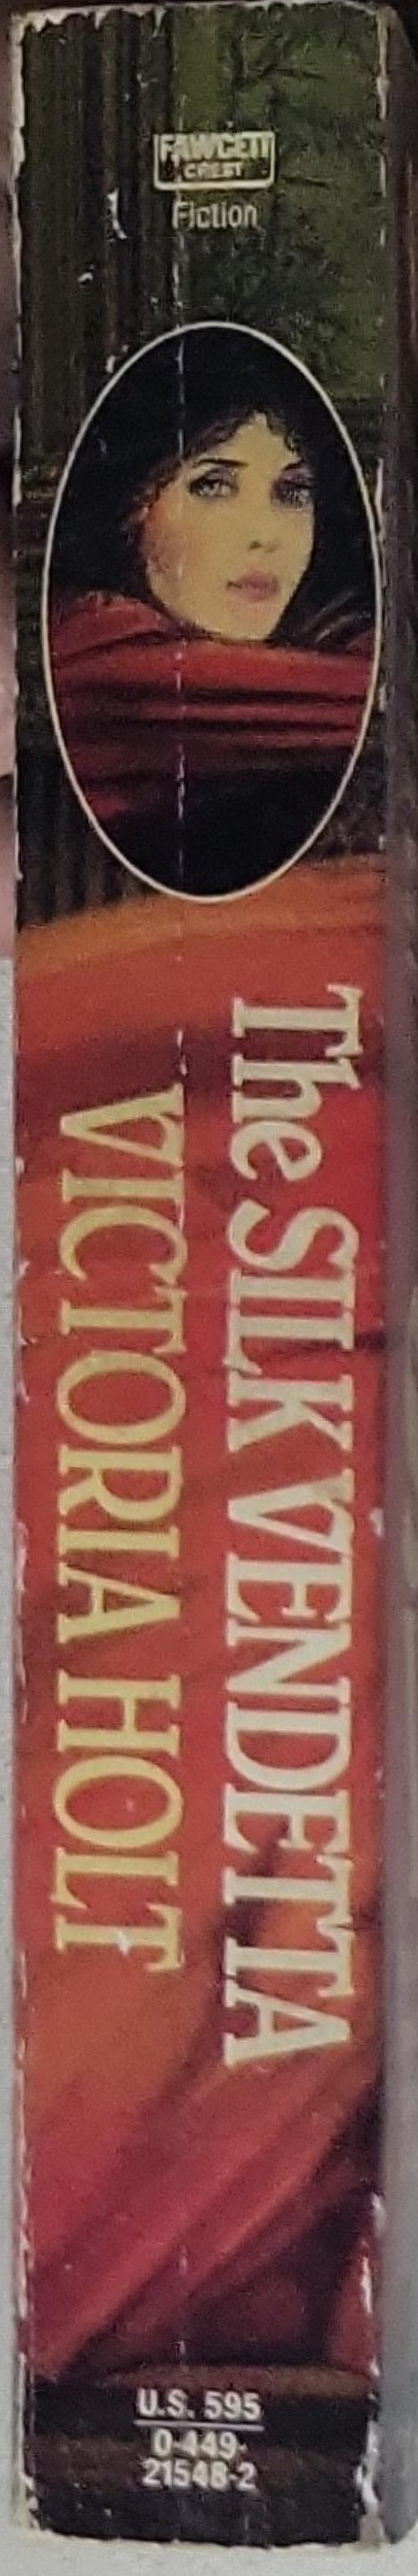 FAWCETT
CREST
Fiction
The SILK VENDETTA
VICTORIA HOLT
U.S. 595
0-449-
21548-2